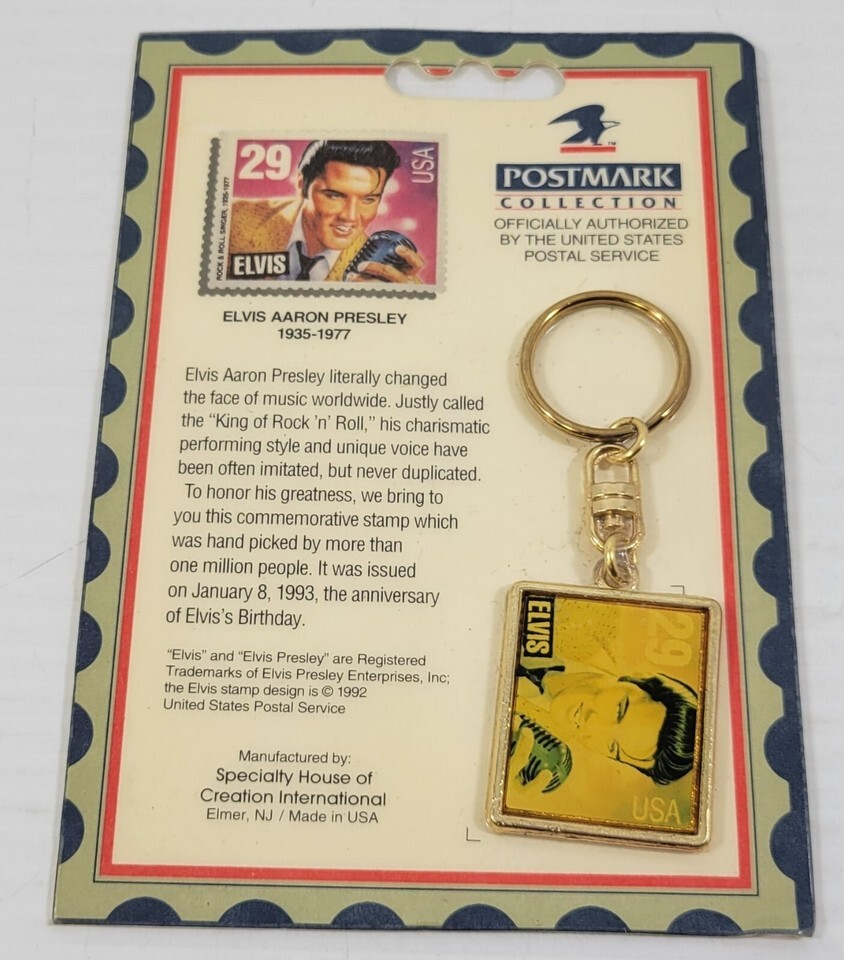 29
USA
ROCK & ROLL SINGER, 1935-1977
ELVIS
ELVIS AARON PRESLEY
1935-1977
TM
POSTMARK
COLLECTION
OFFICIALLY AUTHORIZED
BY THE UNITED STATES
POSTAL SERVICE
Elvis Aaron Presley literally changed
the face of music worldwide. Justly called
the “King of Rock ’n’ Roll,” his charismatic
performing style and unique voice have
been often imitated, but never duplicated.
To honor his greatness, we bring to
you this commemorative stamp which
was hand picked by more than
one million people. It was issued
on January 8, 1993, the anniversary
of Elvis’s Birthday.
“Elvis” and “Elvis Presley” are Registered
Trademarks of Elvis Presley Enterprises, Inc;
the Elvis stamp design is © 1992
United States Postal Service
Manufactured by:
Specialty House of
Creation International
Elmer, NJ / Made in USA
ELVIS
29
USA